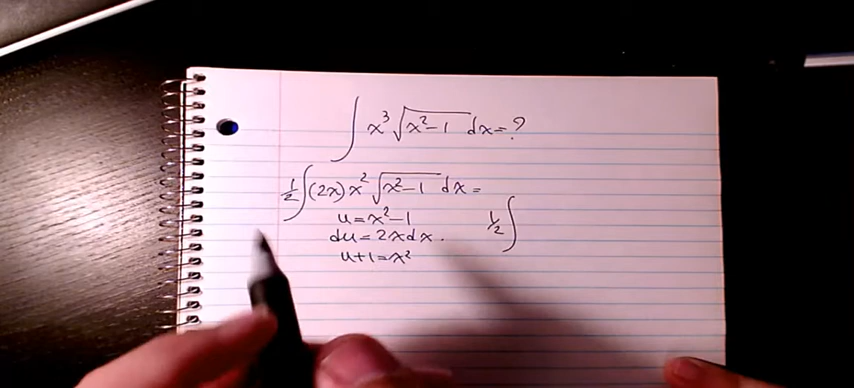 ∫ x³ √(x²-1) dx = ?
½ ∫ (2x) x² √(x²-1) dx =
u = x²-1
½ ∫
du = 2x dx.
u+1 = x²